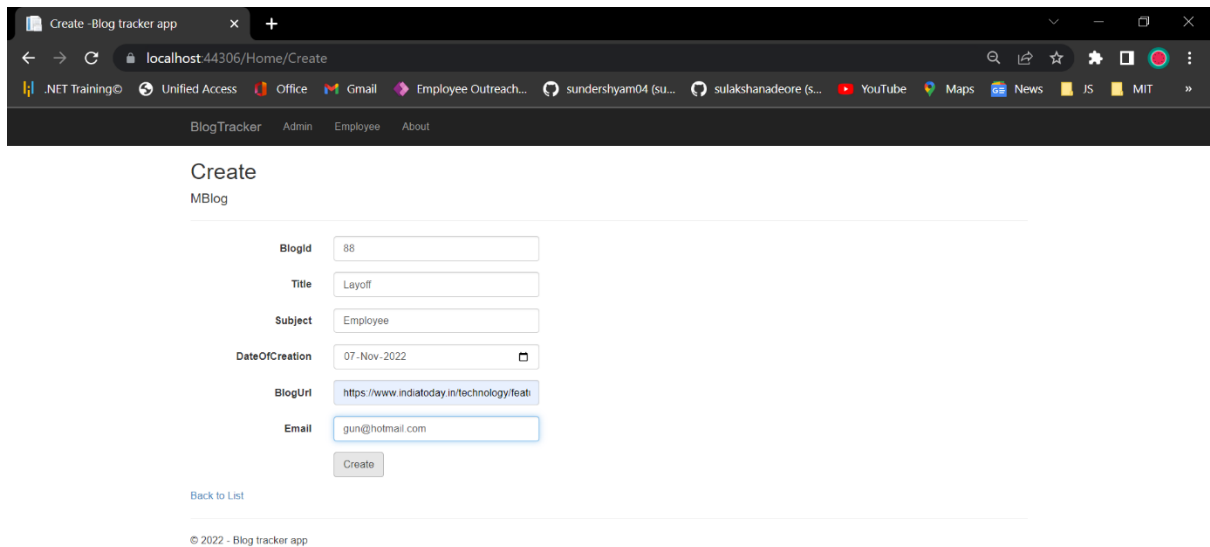 Create -Blog tracker app
localhost:44306/Home/Create
.NET Training© Unified Access Office Gmail Employee Outreach... sundershyam04 (su... sulakshanadeore (s... YouTube Maps News JS MIT »
BlogTracker Admin Employee About
Create
MBlog
BlogId 88
Title Layoff
Subject Employee
DateOfCreation 07-Nov-2022
BlogUrl https://www.indiatoday.in/technology/featu
Email gun@hotmail.com
Create
Back to List
© 2022 - Blog tracker app